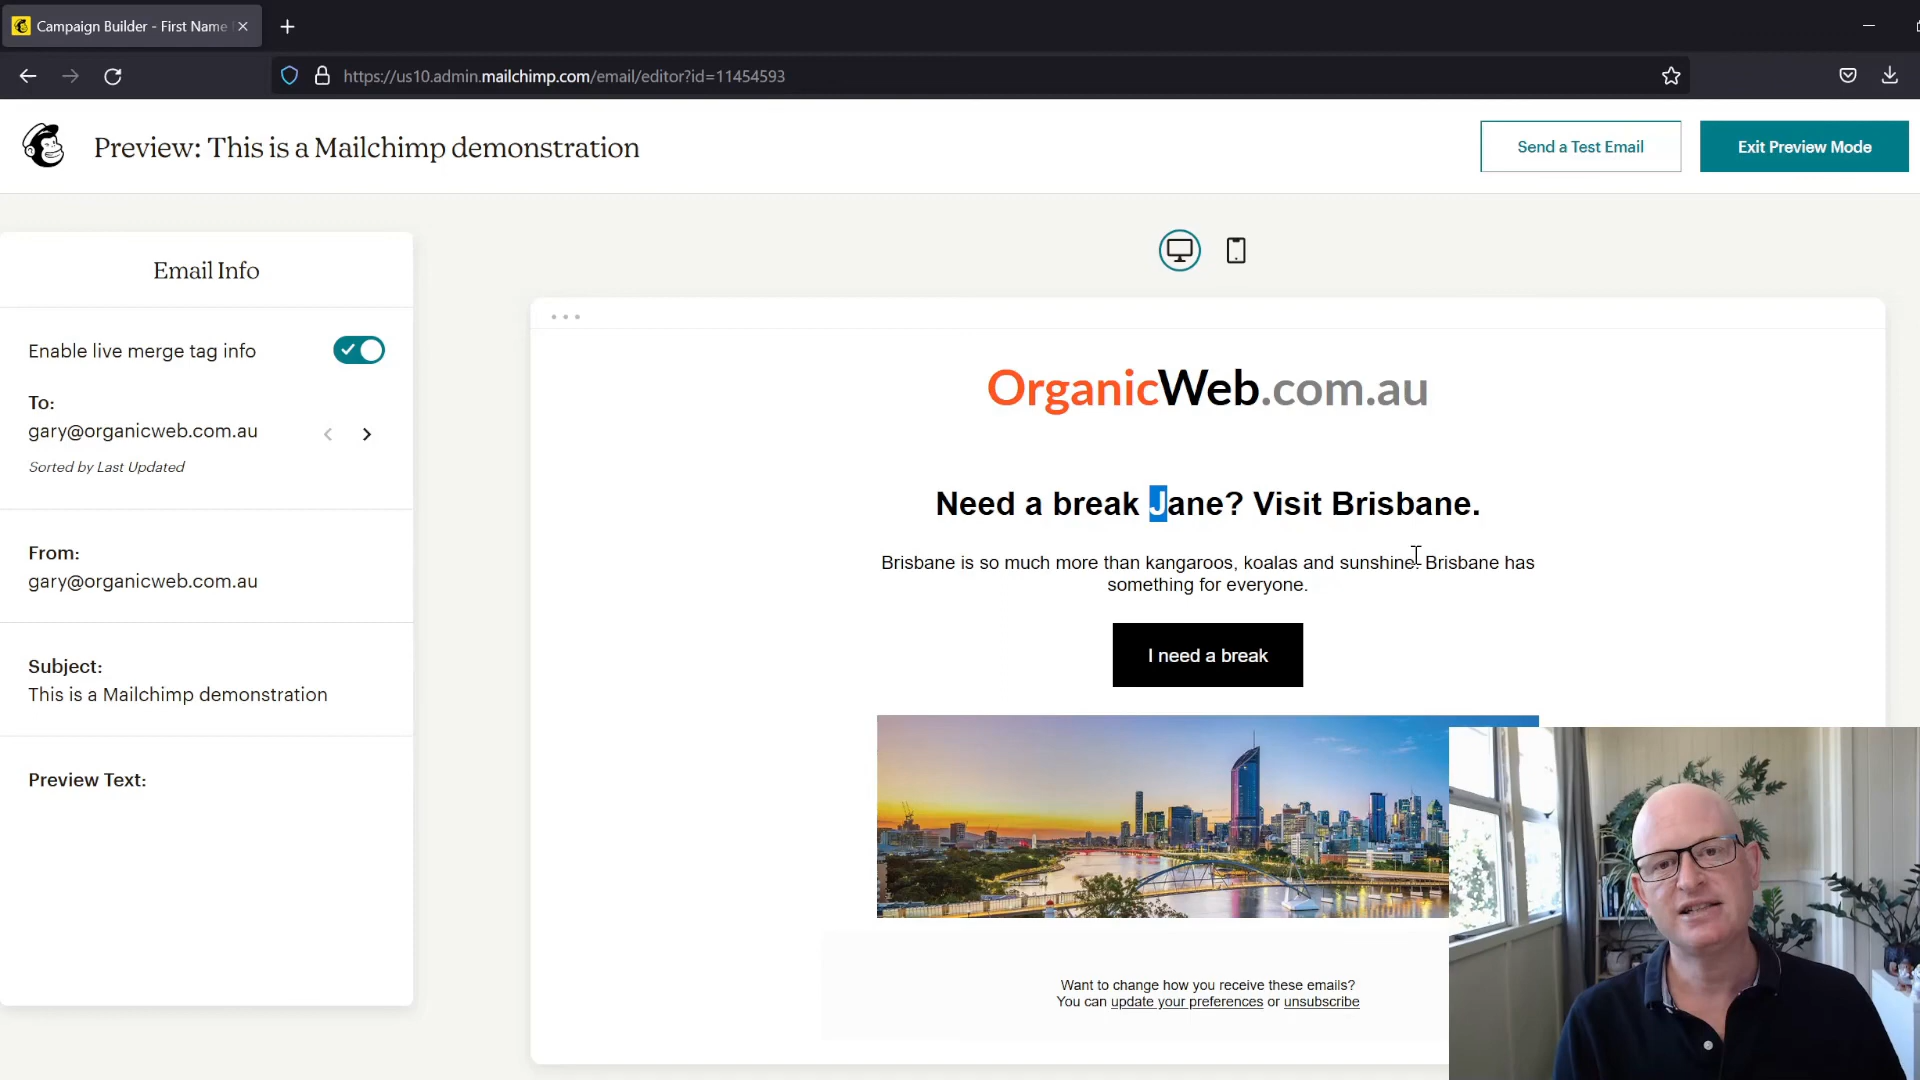 Campaign Builder - First Name
https://us10.admin.mailchimp.com/email/editor?id=11454593
Preview: This is a Mailchimp demonstration
Send a Test Email
Exit Preview Mode
Email Info
Enable live merge tag info
To:
gary@organicweb.com.au
Sorted by Last Updated
From:
gary@organicweb.com.au
Subject:
This is a Mailchimp demonstration
Preview Text:
OrganicWeb.com.au
Need a break Jane? Visit Brisbane.
Brisbane is so much more than kangaroos, koalas and sunshine. Brisbane has
something for everyone.
I need a break
Want to change how you receive these emails?
You can update your preferences or unsubscribe